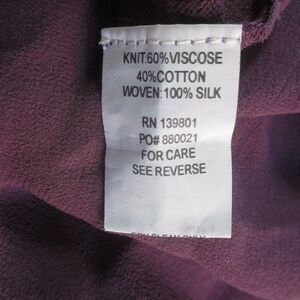 KNIT:60%VISCOSE
40%COTTON
WOVEN:100% SILK
RN 139801
PO# 880021
FOR CARE
SEE REVERSE